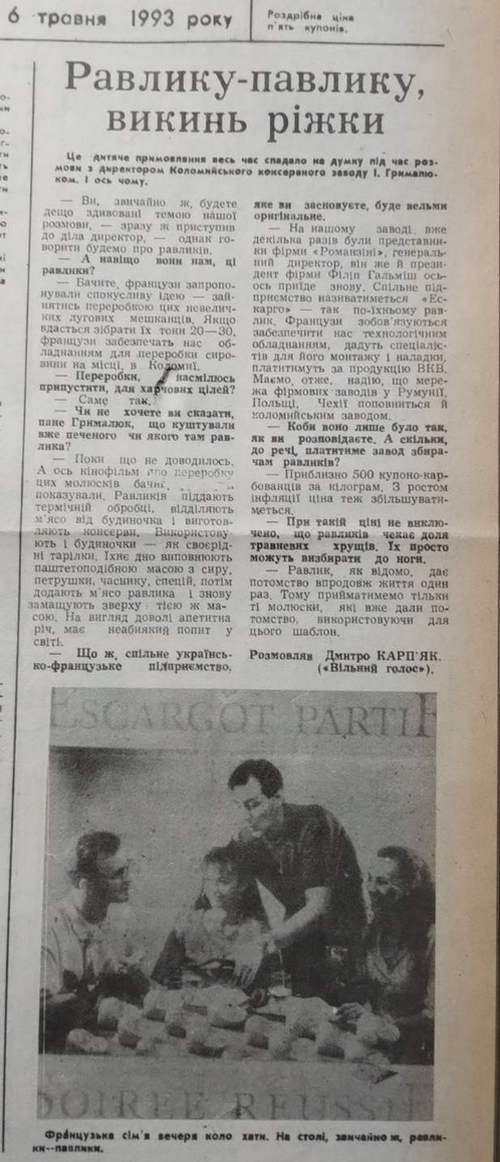 6 травня 1993 року
Роздрібна ціна
п'ять купонів.
Равлику-павлику,
викинь ріжки
Це дитяче примовляння весь час спадало на думку під час роз-
мови з директором Коломийського консервного заводу І. Грималю-
ком. І ось чому.
— Ви, звичайно ж, будете
дещо здивовані темою нашої
розмови, — зразу ж приступив
до діла директор, — однак го-
ворити будемо про равликів.
— А навіщо вони нам, ці
равлики?
— Бачите, французи запропо-
нували спокусливу ідею — зай-
нятись переробкою цих невелич-
ких лугових мешканців. Якщо
вдасться зібрати їх тонн 20—30,
французи забезпечать нас об-
ладнанням для переробки сиро-
вини на місці, в Коломиї.
— Переробки, насмілюсь
припустити, для харчових цілей?
— Саме так.
— Чи не хочете ви сказати,
пане Грималюк, що куштували
вже печеного чи якого там рав-
лика?
— Поки що не доводилось.
А ось кінофільм про переробку
цих молюсків
показували. Равликів піддають
термічній обробці, відділяють
м'ясо від будиночка і виготов-
ляють консерви. Використову-
ють і будиночки — як своєрід-
ні тарілки. Їхнє дно виповнюють
паштетоподібною масою з сиру,
петрушки, часнику, спецій, потім
додають м'ясо равлика і знову
замащують зверху тією ж ма-
сою. На вигляд доволі апетитна
річ, має неабиякий попит у
світі.
— Що ж, спільне українсь-
ко-французьке підприємство,
яке ви засновуєте, буде вельми
оригінальне.
— На нашому заводі вже
декілька разів були представни-
ки фірми «Романзіні», генераль-
ний директор, він же й прези-
дент фірми Філіп Гальміш ось-
ось приїде знову. Спільне під-
приємство називатиметься «Ес-
карго» — так по-їхньому рав-
лик. Французи зобов'язуються
забезпечити нас технологічним
обладнанням, дадуть спеціаліс-
тів для його монтажу і наладки,
платитимуть за продукцію ВКВ.
Маємо, отже, надію, що мере-
жа фірмових заводів у Румунії,
Польщі, Чехії поповниться й
коломийським заводом.
— Коби воно лише було так,
як ви розповідаєте. А скільки,
до речі, платитиме завод збира-
чам равликів?
— Приблизно 500 купоно-кар-
бованців за кілограм. З ростом
інфляції ціна теж збільшувати-
меться.
— При такій ціні не виклю-
чено, що равликів чекає доля
травневих хрущів. Їх просто
можуть визбирати до ноги.
— Равлик, як відомо, дає
потомство впродовж життя один
раз. Тому прийматимемо тільки
ті молюски, які вже дали по-
томство, використовуючи для
цього шаблон.
Розмовляв Дмитро КАРП'ЯК.
(«Вільний голос»).
ESCARGOT PARTIE
SOIREE REUSSIE
Французька сім'я вечеря коло хати. На столі, звичайно ж, равли-
ки-павлики.